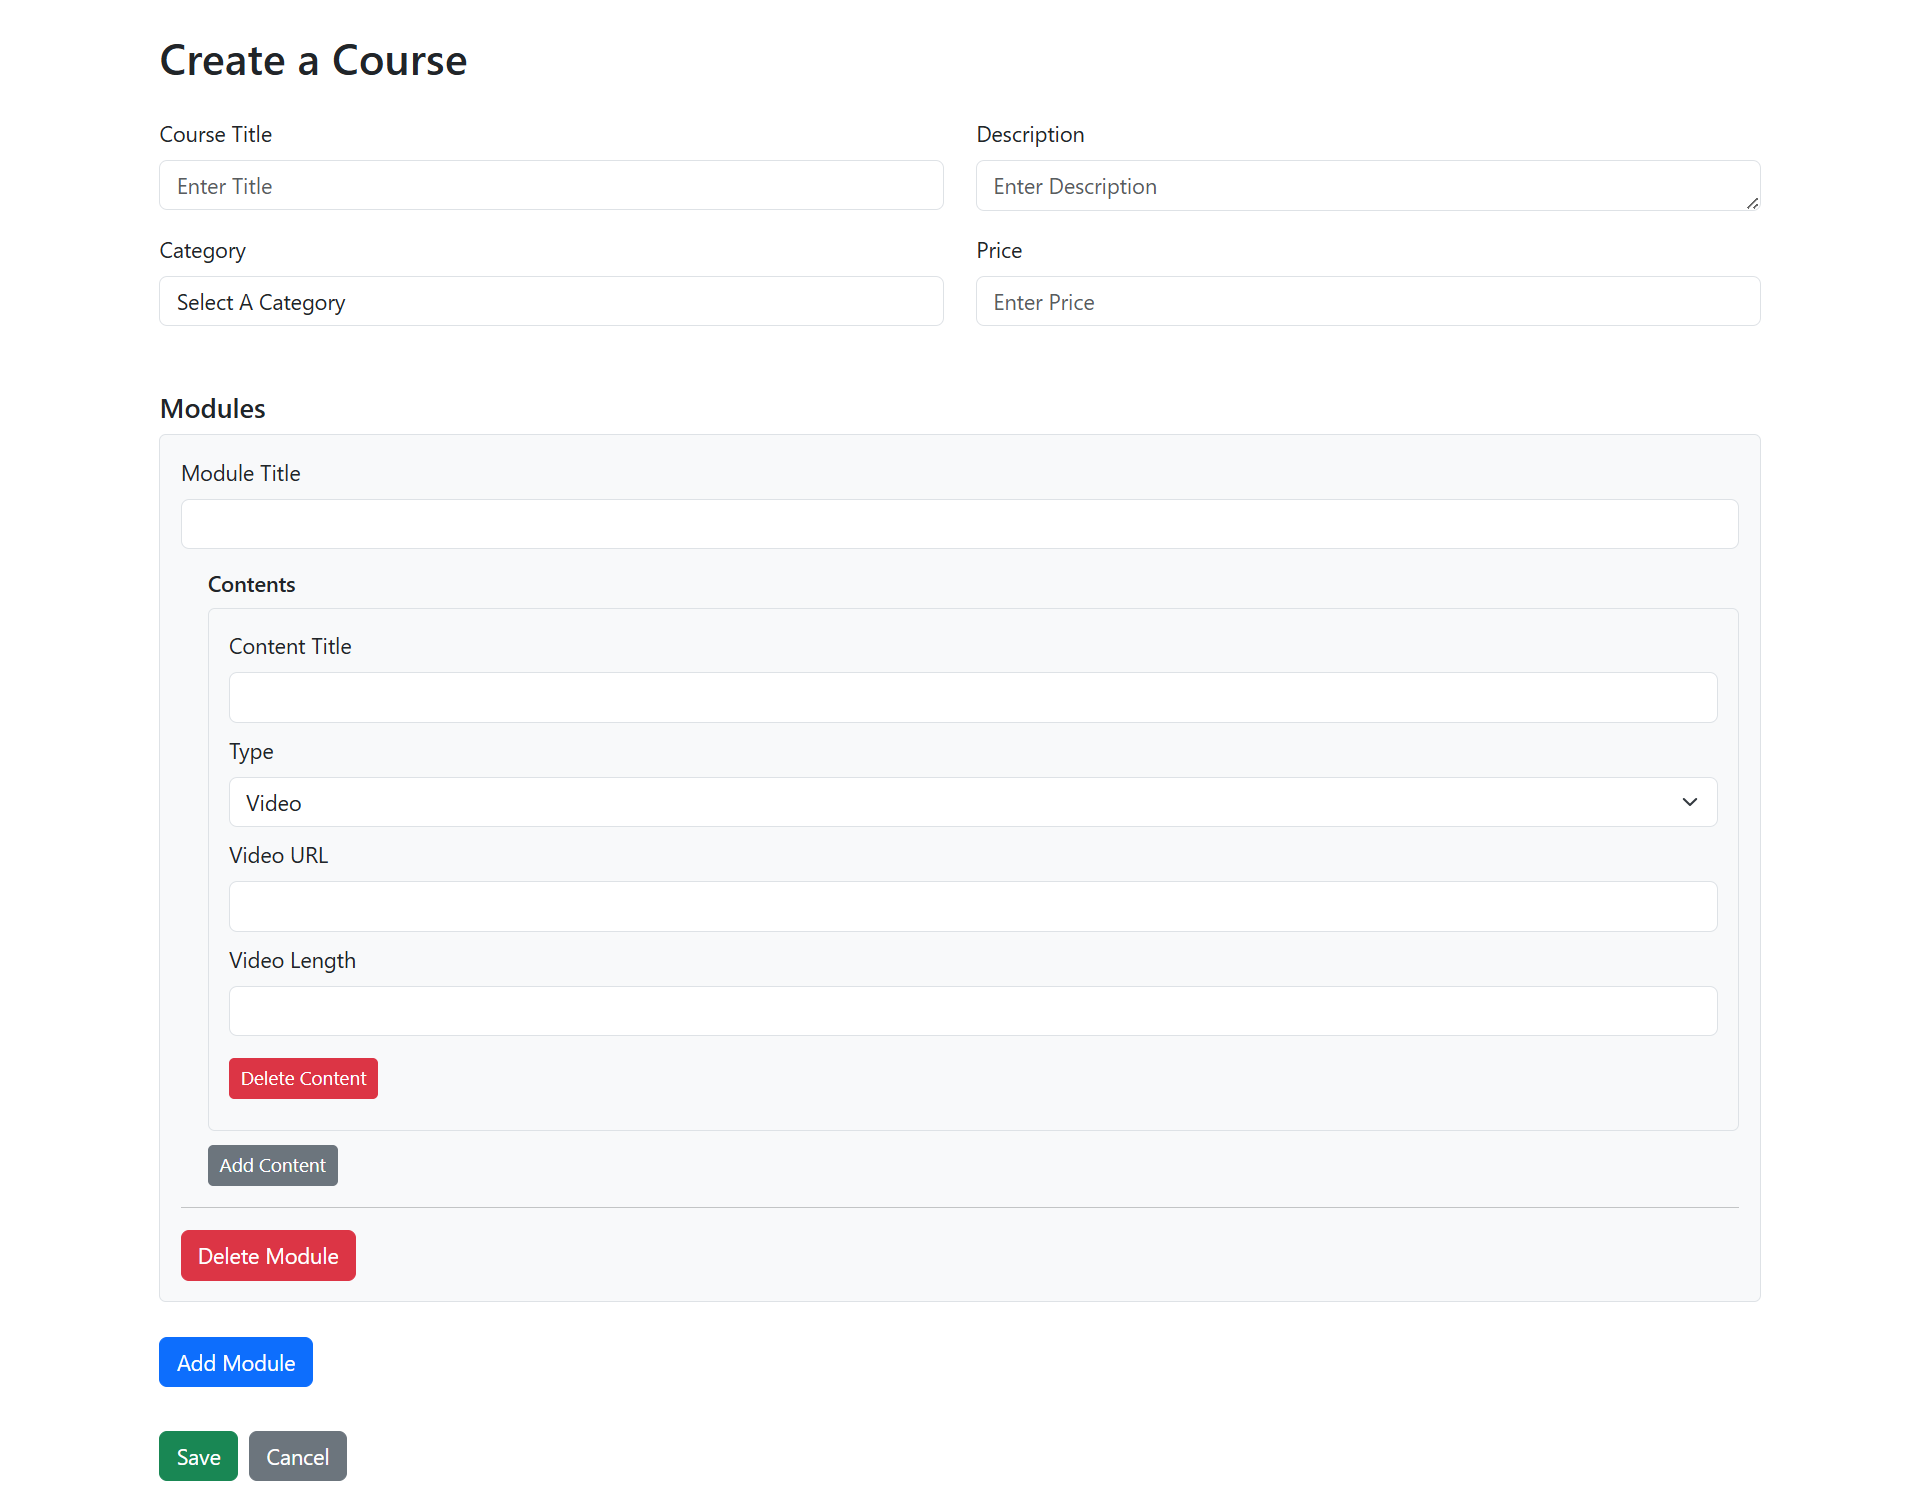 Create a Course
Course Title
Enter Title
Description
Enter Description
Category
Select A Category
Price
Enter Price
Modules
Module Title
Contents
Content Title
Type
Video
Video URL
Video Length
Delete Content
Add Content
Delete Module
Add Module
Save
Cancel